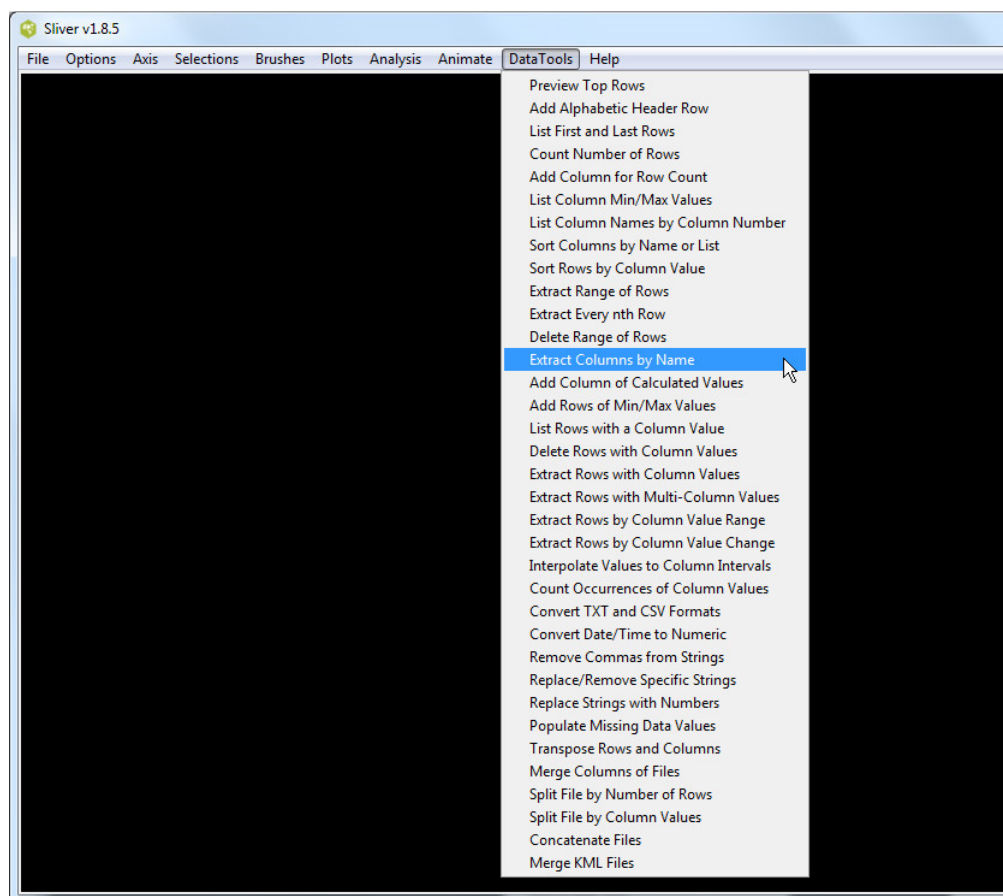 Sliver v1.8.5
File Options Axis Selections Brushes Plots Analysis Animate DataTools Help
Preview Top Rows
Add Alphabetic Header Row
List First and Last Rows
Count Number of Rows
Add Column for Row Count
List Column Min/Max Values
List Column Names by Column Number
Sort Columns by Name or List
Sort Rows by Column Value
Extract Range of Rows
Extract Every nth Row
Delete Range of Rows
Extract Columns by Name
Add Column of Calculated Values
Add Rows of Min/Max Values
List Rows with a Column Value
Delete Rows with Column Values
Extract Rows with Column Values
Extract Rows with Multi-Column Values
Extract Rows by Column Value Range
Extract Rows by Column Value Change
Interpolate Values to Column Intervals
Count Occurrences of Column Values
Convert TXT and CSV Formats
Convert Date/Time to Numeric
Remove Commas from Strings
Replace/Remove Specific Strings
Replace Strings with Numbers
Populate Missing Data Values
Transpose Rows and Columns
Merge Columns of Files
Split File by Number of Rows
Split File by Column Values
Concatenate Files
Merge KML Files